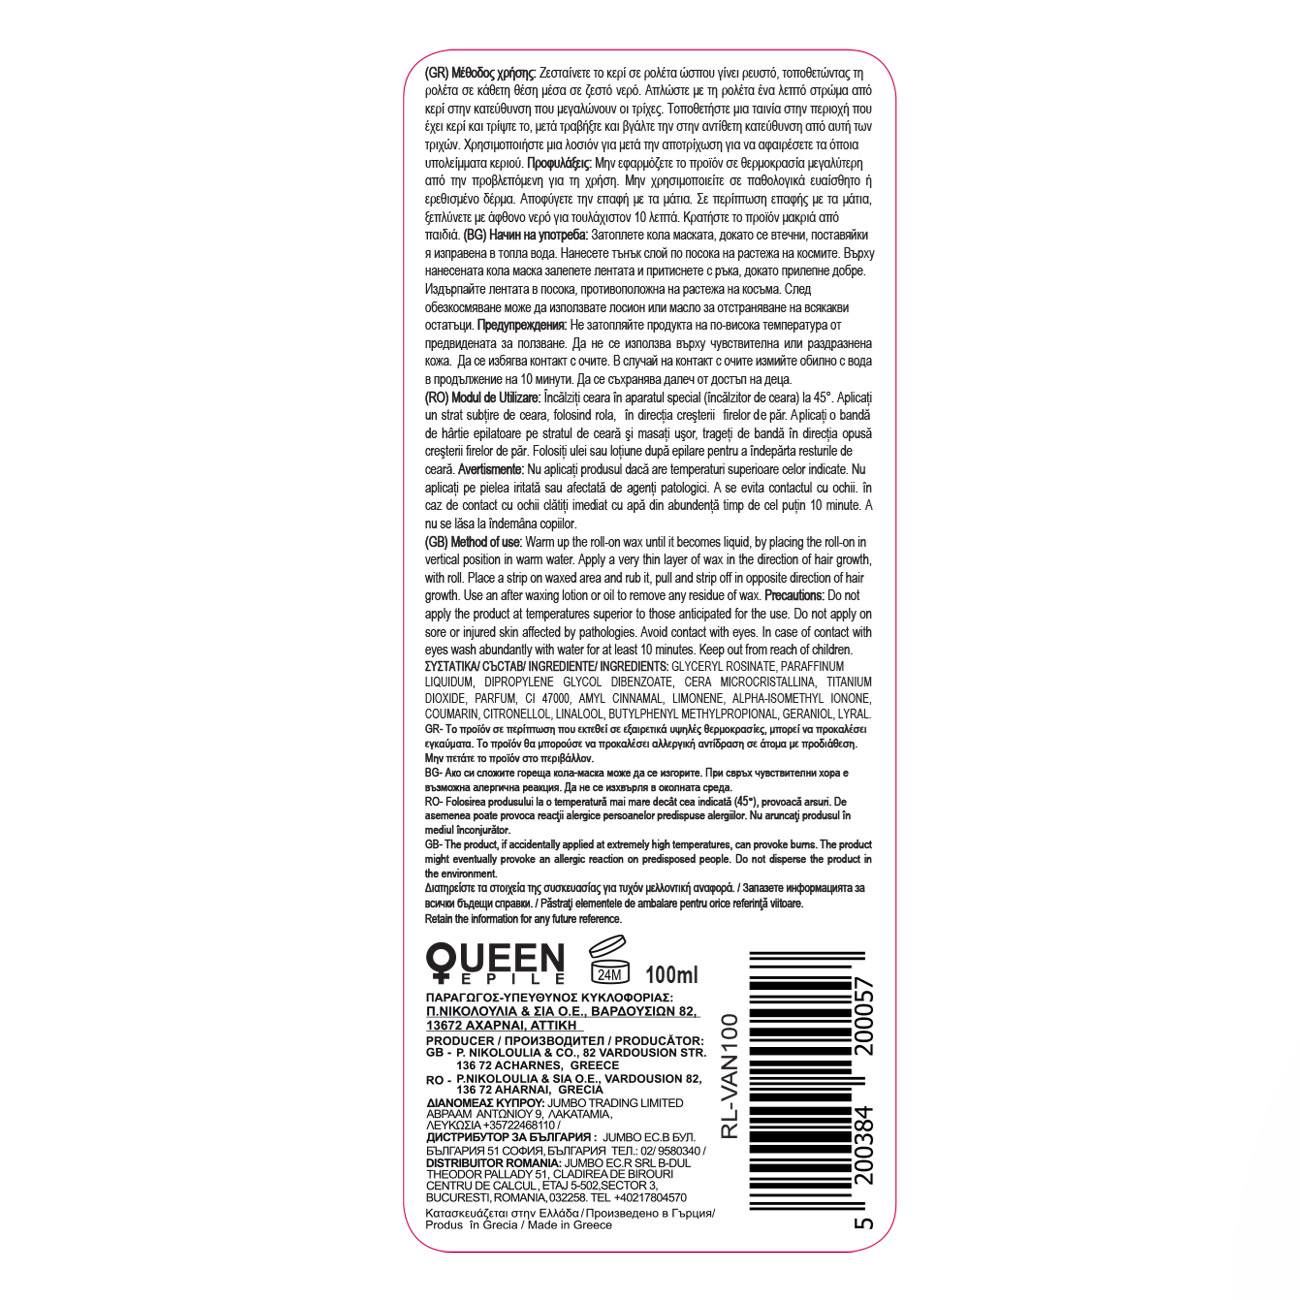 (GR) Μέθοδος χρήσης: Ζεσταίνετε το κερί σε ρολέτα ώσπου γίνει ρευστό, τοποθετώντας τη
ρολέτα σε κάθετη θέση μέσα σε ζεστό νερό. Απλώστε με τη ρολέτα ένα λεπτό στρώμα από
κερί στην κατεύθυνση που μεγαλώνουν οι τρίχες. Τοποθετήστε μια ταινία στην περιοχή που
έχει κερί και τρίψτε το, μετά τραβήξτε και βγάλτε την στην αντίθετη κατεύθυνση από αυτή των
τριχών. Χρησιμοποιήστε μια λοσιόν για μετά την αποτρίχωση για να αφαιρέσετε τα όποια
υπολείμματα κεριού. Προφυλάξεις: Μην εφαρμόζετε το προϊόν σε θερμοκρασία μεγαλύτερη
από την προβλεπόμενη για τη χρήση. Μην χρησιμοποιείτε σε παθολογικά ευαίσθητο ή
ερεθισμένο δέρμα. Αποφύγετε την επαφή με τα μάτια. Σε περίπτωση επαφής με τα μάτια,
ξεπλύνετε με άφθονο νερό για τουλάχιστον 10 λεπτά. Κρατήστε το προϊόν μακριά από
παιδιά. (BG) Начин на употреба: Затоплете кола маската, докато се втечни, поставяйки
я изправена в топла вода. Нанесете тънък слой по посока на растежа на космите. Върху
нанесената кола маска залепете лентата и притиснете с ръка, докато прилепне добре.
Издърпайте лентата в посока, противоположна на растежа на косъма. След
обезкосмяване може да използвате лосион или масло за отстраняване на всякакви
остатъци. Предупреждения: Не затопляйте продукта на по-висока температура от
предвидената за ползване. Да не се използва върху чувствителна или раздразнена
кожа. Да се избягва контакт с очите. В случай на контакт с очите измийте обилно с вода
в продължение на 10 минути. Да се съхранява далеч от достъп на деца.
(RO) Modul de Utilizare: Încălziți ceara în aparatul special (încălzitor de ceara) la 45°. Aplicați
un strat subțire de ceara, folosind rola, în direcția creșterii firelor de păr. Aplicați o bandă
de hârtie epilatoare pe stratul de ceară și masați ușor, trageți de bandă în direcția opusă
creșterii firelor de păr. Folosiți ulei sau loțiune după epilare pentru a îndepărta resturile de
ceară. Avertismente: Nu aplicați produsul dacă are temperaturi superioare celor indicate. Nu
aplicați pe pielea iritată sau afectată de agenți patologici. A se evita contactul cu ochii. în
caz de contact cu ochii clătiți imediat cu apă din abundență timp de cel puțin 10 minute. A
nu se lăsa la îndemâna copiilor.
(GB) Method of use: Warm up the roll-on wax until it becomes liquid, by placing the roll-on in
vertical position in warm water. Apply a very thin layer of wax in the direction of hair growth,
with roll. Place a strip on waxed area and rub it, pull and strip off in opposite direction of hair
growth. Use an after waxing lotion or oil to remove any residue of wax. Precautions: Do not
apply the product at temperatures superior to those anticipated for the use. Do not apply on
sore or injured skin affected by pathologies. Avoid contact with eyes. In case of contact with
eyes wash abundantly with water for at least 10 minutes. Keep out from reach of children.
ΣΥΣΤΑΤΙΚΑ/ СЪСТАВ/ INGREDIENTE/ INGREDIENTS: GLYCERYL ROSINATE, PARAFFINUM
LIQUIDUM, DIPROPYLENE GLYCOL DIBENZOATE, CERA MICROCRISTALLINA, TITANIUM
DIOXIDE, PARFUM, CI 47000, AMYL CINNAMAL, LIMONENE, ALPHA-ISOMETHYL IONONE,
COUMARIN, CITRONELLOL, LINALOOL, BUTYLPHENYL METHYLPROPIONAL, GERANIOL, LYRAL.
GR- Το προϊόν σε περίπτωση που εκτεθεί σε εξαιρετικά υψηλές θερμοκρασίες, μπορεί να προκαλέσει
εγκαύματα. Το προϊόν θα μπορούσε να προκαλέσει αλλεργική αντίδραση σε άτομα με προδιάθεση.
Μην πετάτε το προϊόν στο περιβάλλον.
BG- Ако си сложите гореща кола-маска може да се изгорите. При свръх чувствителни хора е
възможна алергична реакция. Да не се изхвърля в околната среда.
RO- Folosirea produsului la o temperatură mai mare decât cea indicată (45°), provoacă arsuri. De
asemenea poate provoca reacții alergice persoanelor predispuse alergiilor. Nu aruncați produsul în
mediul înconjurător.
GB- The product, if accidentally applied at extremely high temperatures, can provoke burns. The product
might eventually provoke an allergic reaction on predisposed people. Do not disperse the product in
the environment.
Διατηρείστε τα στοιχεία της συσκευασίας για τυχόν μελλοντική αναφορά. / Запазете информацията за
всички бъдещи справки. / Păstrați elementele de ambalare pentru orice referință viitoare.
Retain the information for any future reference.
QUEEN
EPILE
24M
100ml
ΠΑΡΑΓΩΓΟΣ-ΥΠΕΥΘΥΝΟΣ ΚΥΚΛΟΦΟΡΙΑΣ:
Π.ΝΙΚΟΛΟΥΛΙΑ & ΣΙΑ Ο.Ε., ΒΑΡΔΟΥΣΙΩΝ 82,
13672 ΑΧΑΡΝΑΙ, ΑΤΤΙΚΗ
PRODUCER / ПРОИЗВОДИТЕЛ / PRODUCĂTOR:
GB - P. NIKOLOULIA & CO., 82 VARDOUSION STR.
136 72 ACHARNES, GREECE
RO - P.NIKOLOULIA & SIA O.E., VARDOUSION 82,
136 72 AHARNAI, GRECIA
ΔΙΑΝΟΜΕΑΣ ΚΥΠΡΟΥ: JUMBO TRADING LIMITED
ΑΒΡΑΑΜ ΑΝΤΩΝΙΟΥ 9, ΛΑΚΑΤΑΜΙΑ,
ΛΕΥΚΩΣΙΑ +35722468110 /
ДИСТРИБУТОР ЗА БЪЛГАРИЯ : JUMBO EC.B БУЛ.
БЪЛГАРИЯ 51 СОФИЯ, БЪЛГАРИЯ ТЕЛ.: 02/ 9580340 /
DISTRIBUITOR ROMANIA: JUMBO EC.R SRL B-DUL
THEODOR PALLADY 51, CLADIREA DE BIROURI
CENTRU DE CALCUL, ETAJ 5-502,SECTOR 3,
BUCURESTI, ROMANIA, 032258. TEL +40217804570
Κατασκευάζεται στην Ελλάδα / Произведено в Гърция/
Produs în Grecia / Made in Greece
RL-VAN100
5 200384 200057